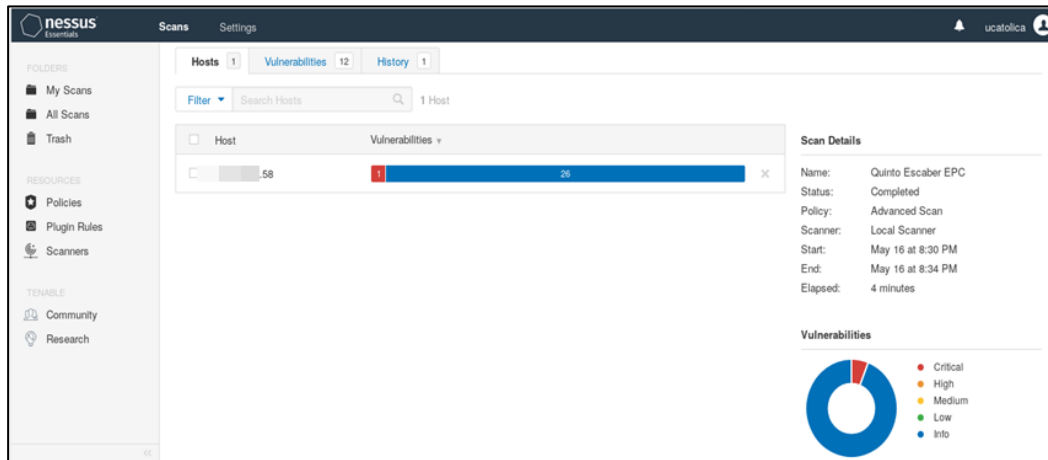 nessus
Essentials
Scans Settings
ucatolica
FOLDERS
My Scans
All Scans
Trash
RESOURCES
Policies
Plugin Rules
Scanners
TENABLE
Community
Research
Hosts 1 Vulnerabilities 12 History 1
Filter Search Hosts 1 Host
Host Vulnerabilities
.58 1 26
Scan Details
Name: Quinto Escaber EPC
Status: Completed
Policy: Advanced Scan
Scanner: Local Scanner
Start: May 16 at 8:30 PM
End: May 16 at 8:34 PM
Elapsed: 4 minutes
Vulnerabilities
Critical
High
Medium
Low
Info